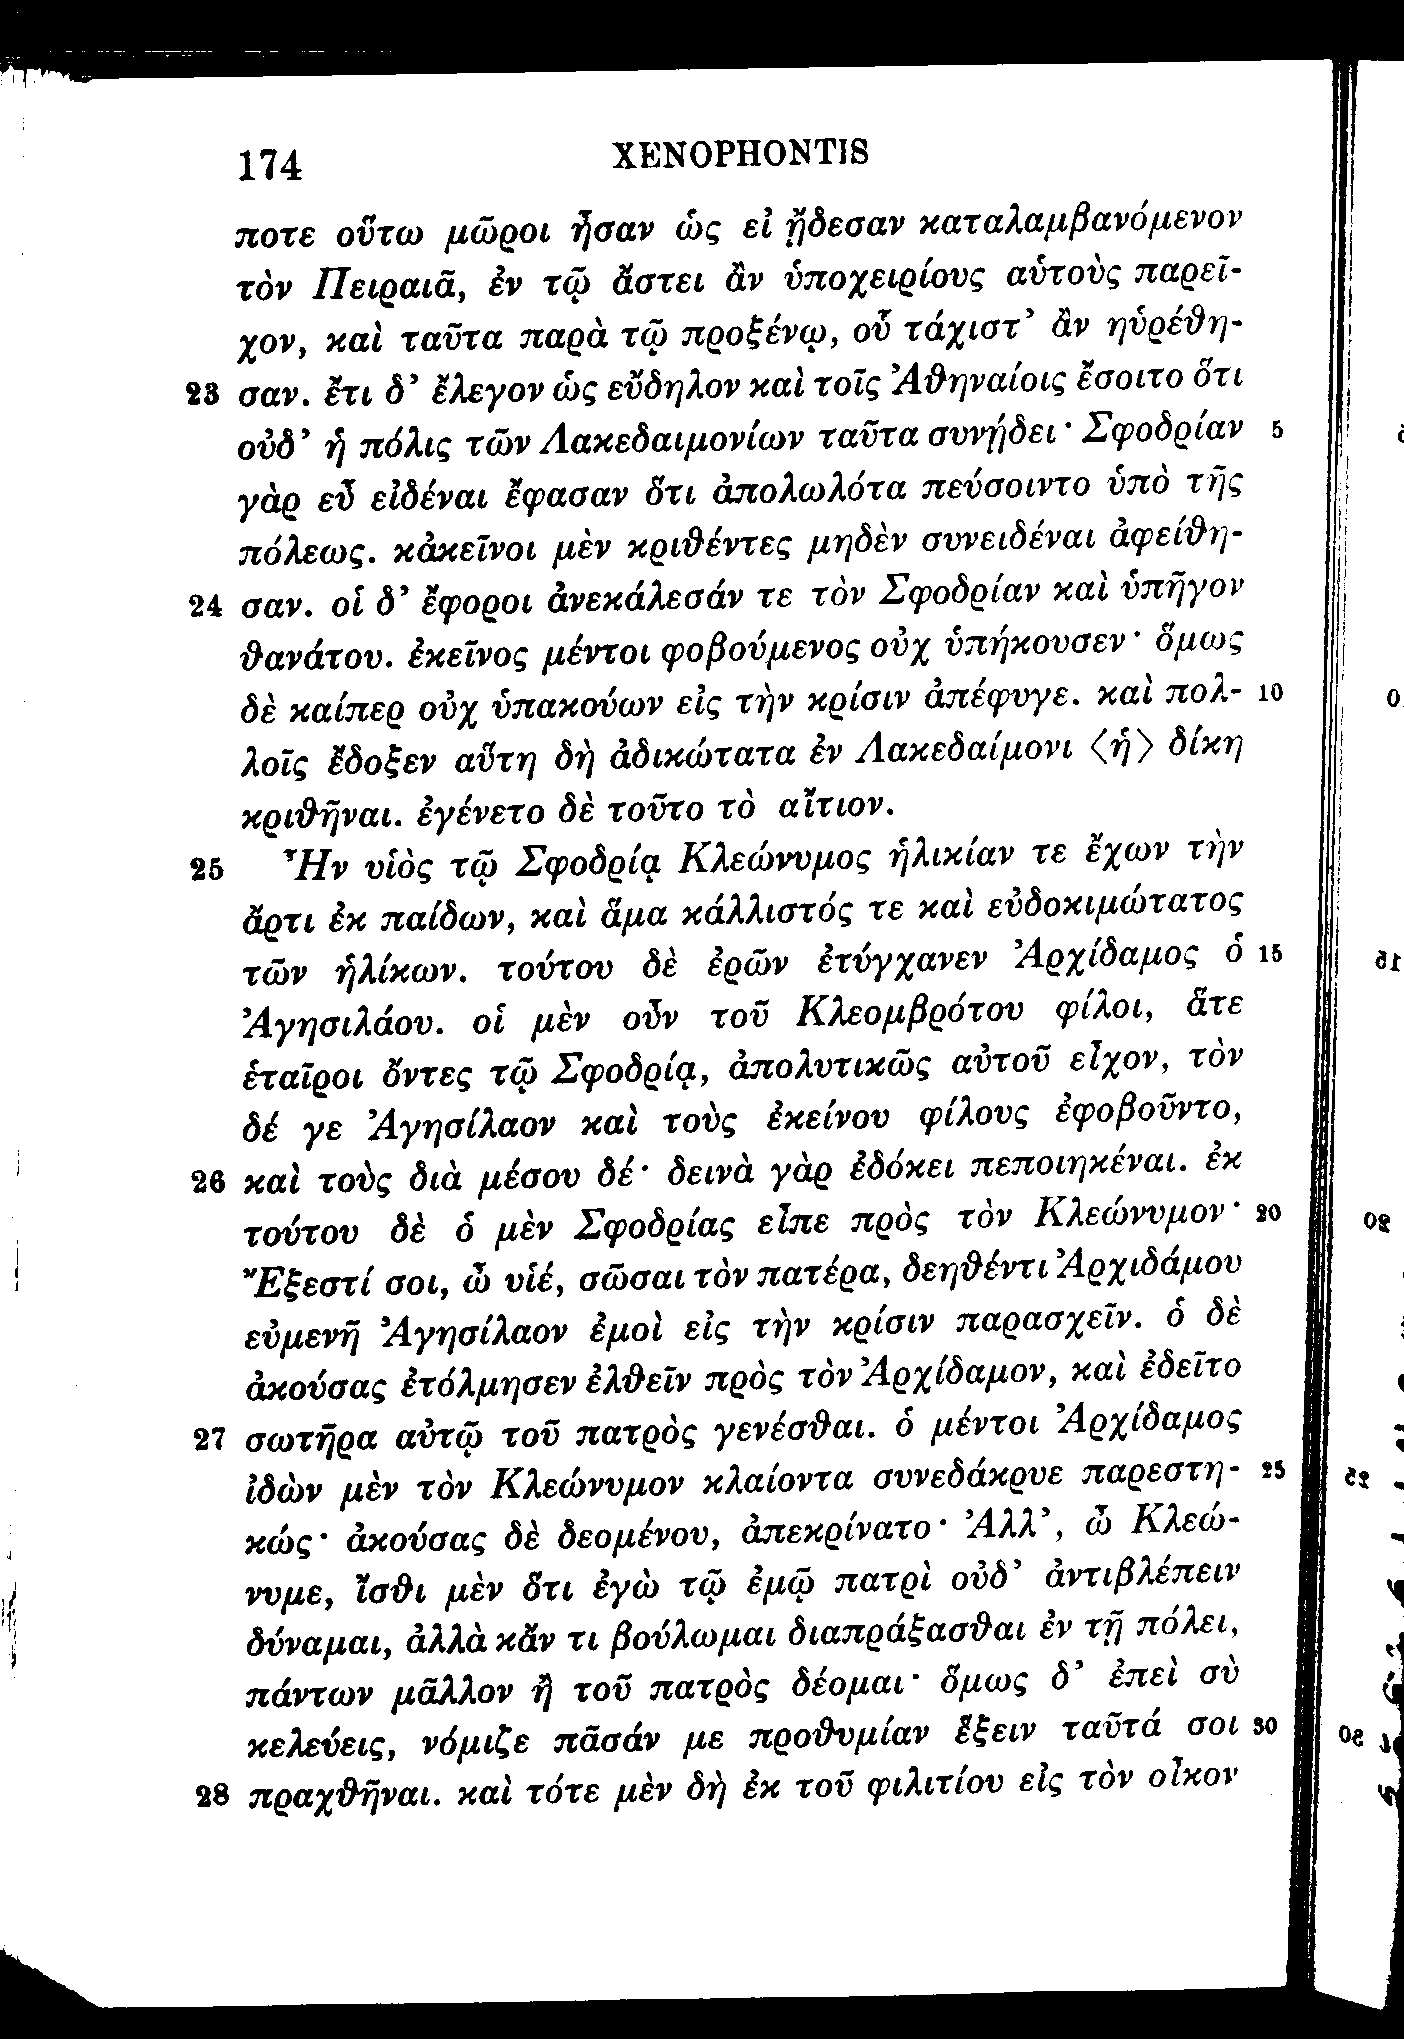 174 XENOPHONTIS
ποτε οὕτω μῶροι ἦσαν ὡς εἰ ᾔδεσαν καταλαμβανόμενον
τὸν Πειραιᾶ, ἐν τῷ ἄστει ἂν ὑποχειρίους αὑτοὺς παρεῖ-
χον, καὶ ταῦτα παρὰ τῷ προξένῳ, οὗ τάχιστ’ ἂν ηὑρέθη-
23 σαν. ἔτι δ’ ἔλεγον ὡς εὔδηλον καὶ τοῖς Ἀθηναίοις ἔσοιτο ὅτι
οὐδ’ ἡ πόλις τῶν Λακεδαιμονίων ταῦτα συνῄδει· Σφοδρίαν 5
γὰρ εὖ εἰδέναι ἔφασαν ὅτι ἀπολωλότα πεύσοιντο ὑπὸ τῆς
πόλεως. κἀκεῖνοι μὲν κριθέντες μηδὲν συνειδέναι ἀφείθη-
24 σαν. οἱ δ’ ἔφοροι ἀνεκάλεσάν τε τὸν Σφοδρίαν καὶ ὑπῆγον
θανάτου. ἐκεῖνος μέντοι φοβούμενος οὐχ ὑπήκουσεν· ὅμως
δὲ καίπερ οὐχ ὑπακούων εἰς τὴν κρίσιν ἀπέφυγε. καὶ πολ- 10
λοῖς ἔδοξεν αὕτη δὴ ἀδικώτατα ἐν Λακεδαίμονι ⟨ἡ⟩ δίκη
κριθῆναι. ἐγένετο δὲ τοῦτο τὸ αἴτιον.
25 Ἦν υἱὸς τῷ Σφοδρίᾳ Κλεώνυμος ἡλικίαν τε ἔχων τὴν
ἄρτι ἐκ παίδων, καὶ ἅμα κάλλιστός τε καὶ εὐδοκιμώτατος
τῶν ἡλίκων. τούτου δὲ ἐρῶν ἐτύγχανεν Ἀρχίδαμος ὁ 15
Ἀγησιλάου. οἱ μὲν οὖν τοῦ Κλεομβρότου φίλοι, ἅτε
ἑταῖροι ὄντες τῷ Σφοδρίᾳ, ἀπολυτικῶς αὐτοῦ εἶχον, τὸν
δέ γε Ἀγησίλαον καὶ τοὺς ἐκείνου φίλους ἐφοβοῦντο,
26 καὶ τοὺς διὰ μέσου δέ· δεινὰ γὰρ ἐδόκει πεποιηκέναι. ἐκ
τούτου δὲ ὁ μὲν Σφοδρίας εἶπε πρὸς τὸν Κλεώνυμον· 20
Ἔξεστί σοι, ὦ υἱέ, σῶσαι τὸν πατέρα, δεηθέντι Ἀρχιδάμου
εὐμενῆ Ἀγησίλαον ἐμοὶ εἰς τὴν κρίσιν παρασχεῖν. ὁ δὲ
ἀκούσας ἐτόλμησεν ἐλθεῖν πρὸς τὸν Ἀρχίδαμον, καὶ ἐδεῖτο
27 σωτῆρα αὐτῷ τοῦ πατρὸς γενέσθαι. ὁ μέντοι Ἀρχίδαμος
ἰδὼν μὲν τὸν Κλεώνυμον κλαίοντα συνεδάκρυε παρεστη- 25
κώς· ἀκούσας δὲ δεομένου, ἀπεκρίνατο· Ἀλλ’, ὦ Κλεώ-
νυμε, ἴσθι μὲν ὅτι ἐγὼ τῷ ἐμῷ πατρὶ οὐδ’ ἀντιβλέπειν
δύναμαι, ἀλλὰ κἄν τι βούλωμαι διαπράξασθαι ἐν τῇ πόλει,
πάντων μᾶλλον ἢ τοῦ πατρὸς δέομαι· ὅμως δ’ ἐπεὶ σὺ
κελεύεις, νόμιζε πᾶσάν με προθυμίαν ἕξειν ταῦτά σοι 30
28 πραχθῆναι. καὶ τότε μὲν δὴ ἐκ τοῦ φιλιτίου εἰς τὸν οἶκον